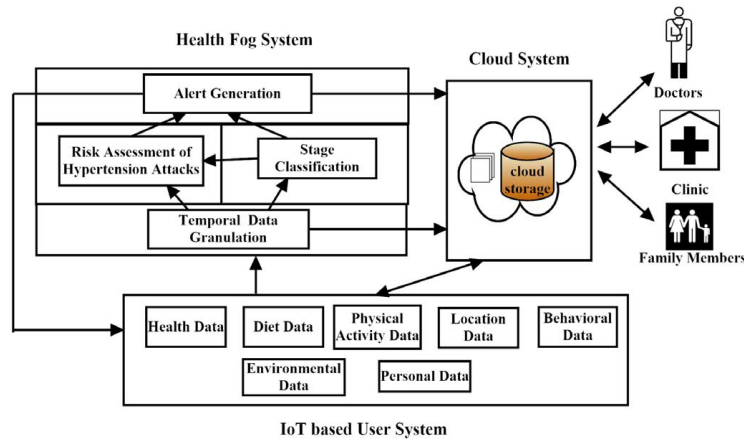 Health Fog System
Cloud System
Alert Generation
Doctors
Risk Assessment of
Hypertension Attacks
Stage
Classification
cloud
storage
Clinic
Temporal Data
Granulation
Family Members
Health Data
Diet Data
Physical
Activity Data
Location
Data
Behavioral
Data
Environmental
Data
Personal Data
IoT based User System